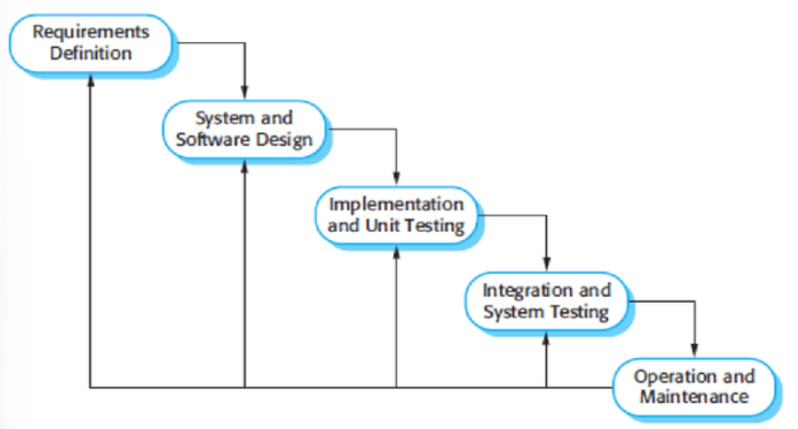 Requirements
Definition
System and
Software Design
Implementation
and Unit Testing
Integration and
System Testing
Operation and
Maintenance